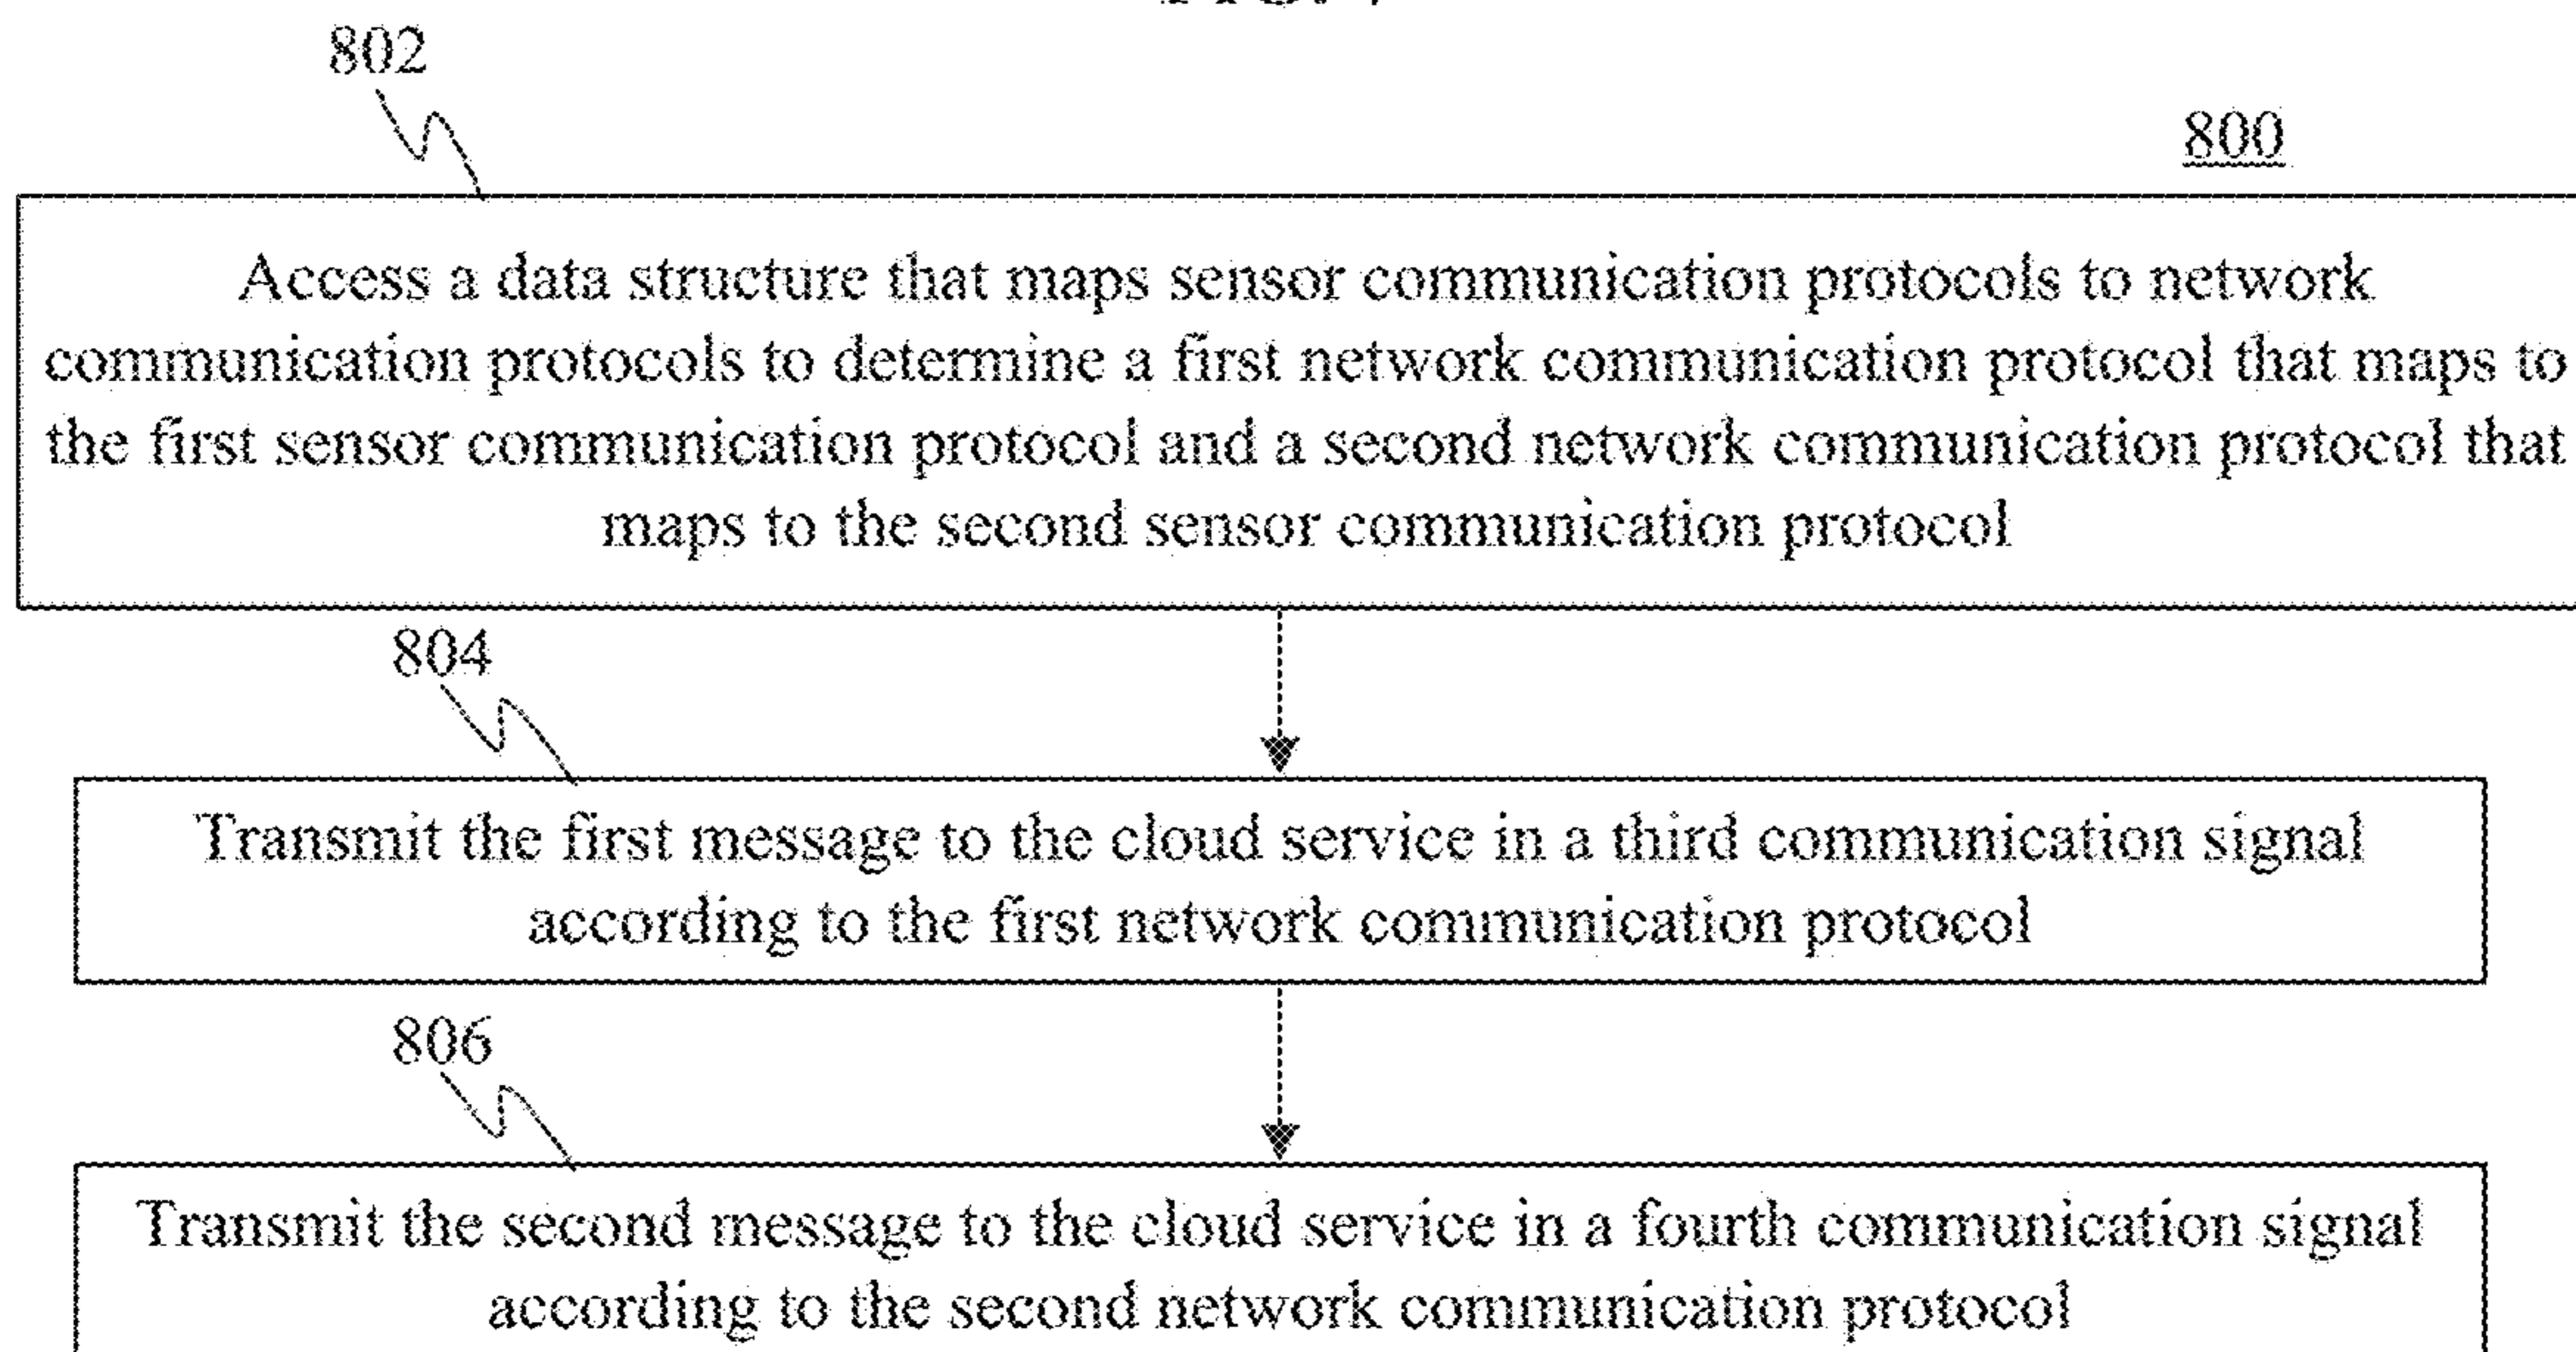 802
800
Access a data structure that maps sensor communication protocols to network
communication protocols to determine a first network communication protocol that maps to
the first sensor communication protocol and a second network communication protocol that
maps to the second sensor communication protocol
804
Transmit the first message to the cloud service in a third communication signal
according to the first network communication protocol
806
Transmit the second message to the cloud service in a fourth communication signal
according to the second network communication protocol